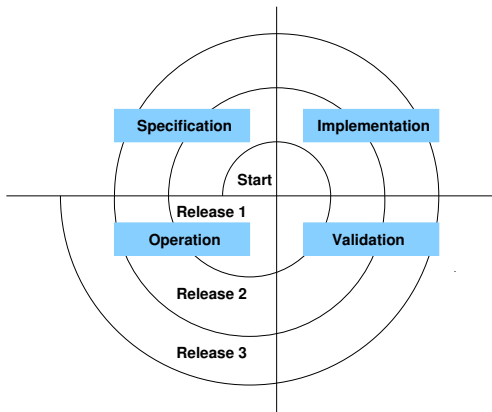 Specification
Implementation
Start
Release 1
Operation
Validation
Release 2
Release 3